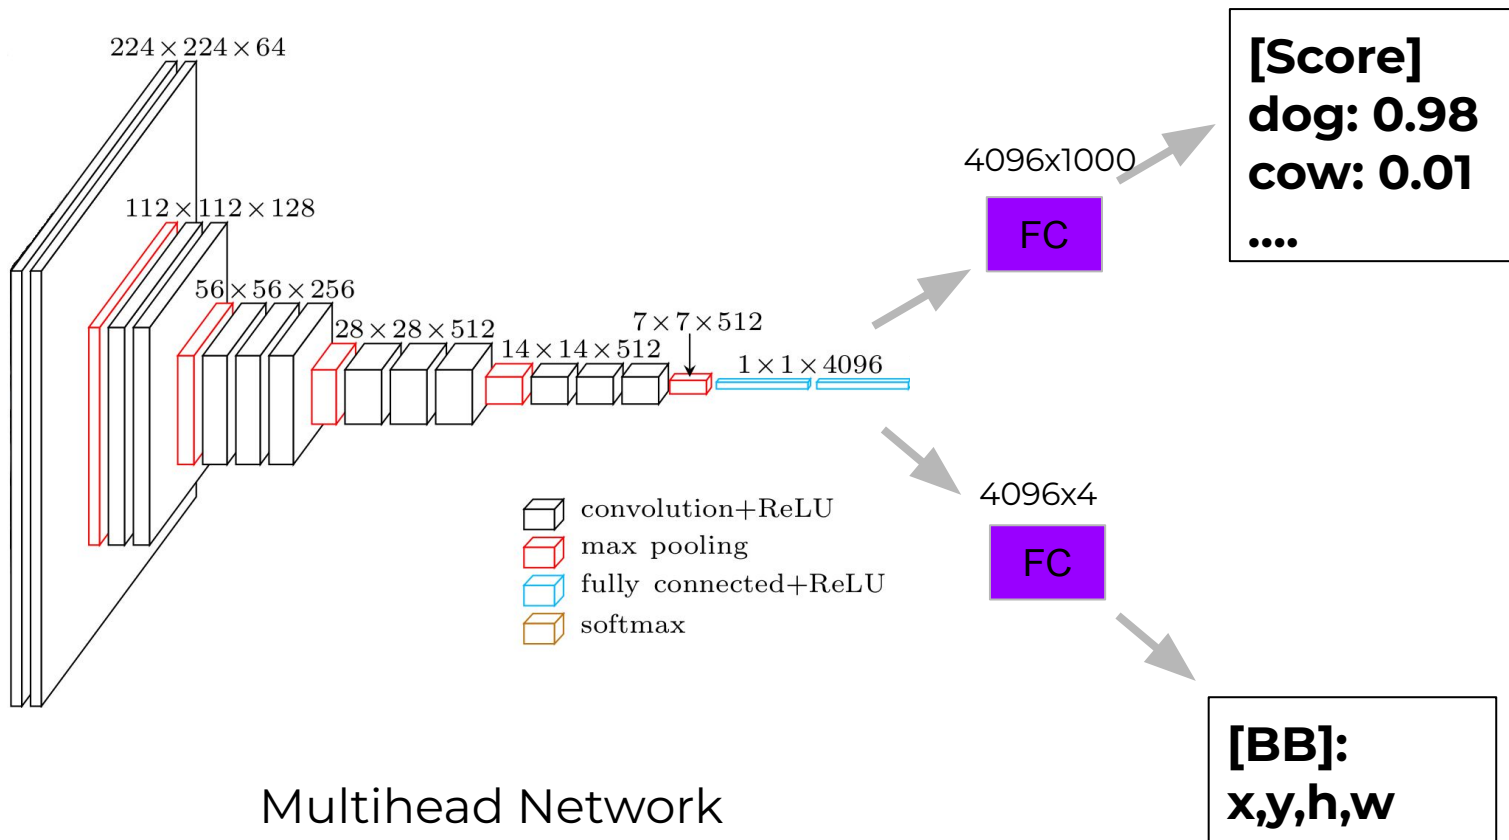 224×224×64
112×112×128
56×56×256
28×28×512
14×14×512
7×7×512
1×1×4096
convolution+ReLU
max pooling
fully connected+ReLU
softmax
4096x1000
FC
[Score]
dog: 0.98
cow: 0.01
....
4096x4
FC
[BB]:
x,y,h,w
Multihead Network